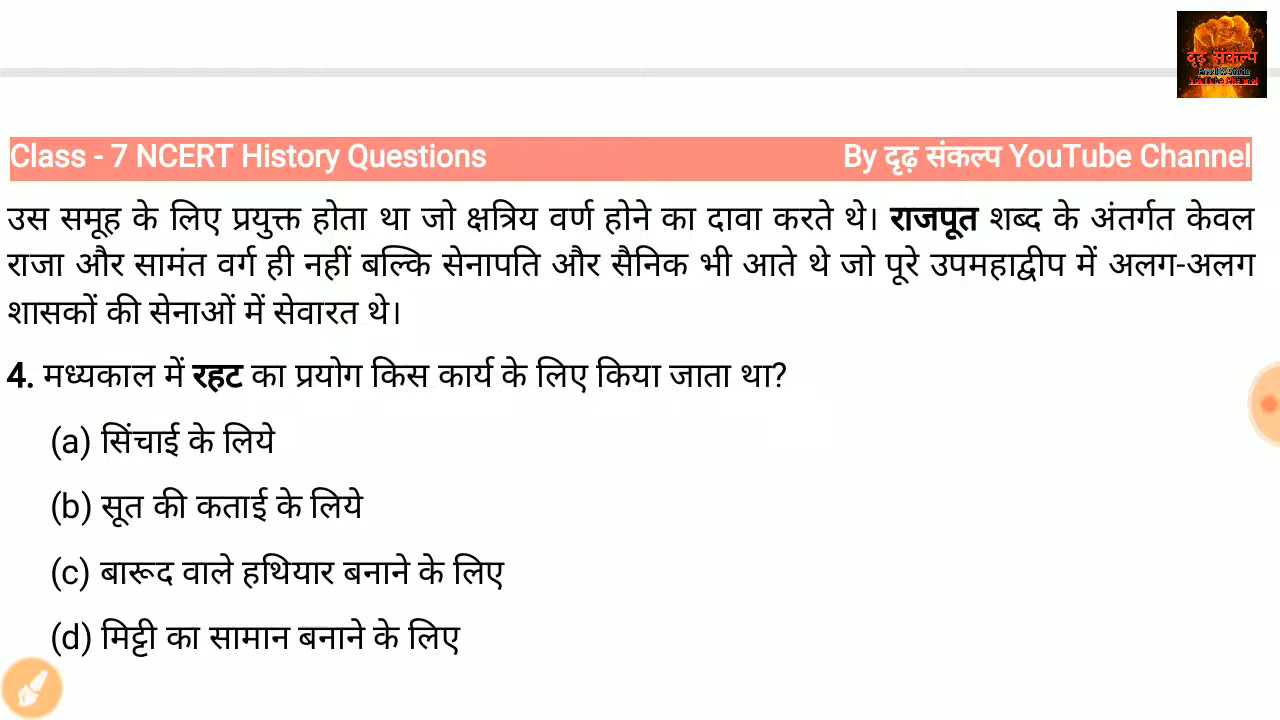 दृढ़ संकल्प
Class - 7 NCERT History Questions By दृढ़ संकल्प YouTube Channel
उस समूह के लिए प्रयुक्त होता था जो क्षत्रिय वर्ण होने का दावा करते थे। राजपूत शब्द के अंतर्गत केवल
राजा और सामंत वर्ग ही नहीं बल्कि सेनापति और सैनिक भी आते थे जो पूरे उपमहाद्वीप में अलग-अलग
शासकों की सेनाओं में सेवारत थे।
4. मध्यकाल में रहट का प्रयोग किस कार्य के लिए किया जाता था?
(a) सिंचाई के लिये
(b) सूत की कताई के लिये
(c) बारूद वाले हथियार बनाने के लिए
(d) मिट्टी का सामान बनाने के लिए